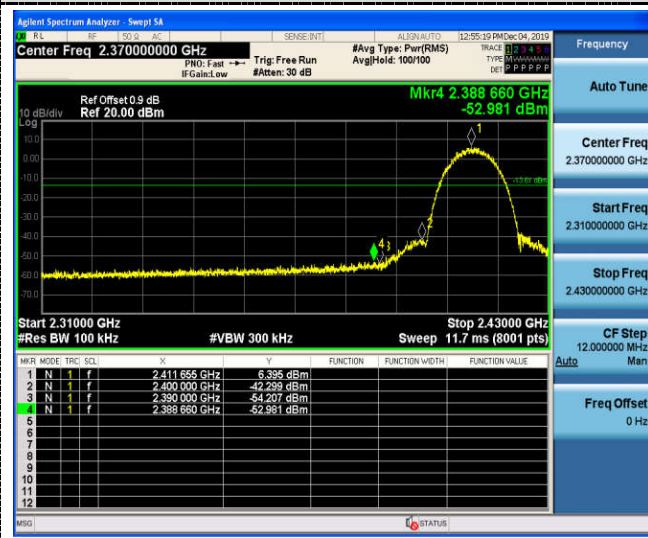 Agilent Spectrum Analyzer - Swept SA
RL RF 50 Ω AC SENSE:INT ALIGN AUTO 12:55:19 PM Dec 04, 2019
Center Freq 2.370000000 GHz
PNO: Fast
IFGain:Low
Trig: Free Run
#Atten: 30 dB
#Avg Type: Pwr(RMS)
Avg|Hold: 100/100
TRACE 1 2 3 4 5 6
TYPE
DET P P P P P P
Ref Offset 0.9 dB
Ref 20.00 dBm
10 dB/div
Log
Mkr4 2.388 660 GHz
-52.981 dBm
10.0
0.00
-10.0
-20.0
-30.0
-40.0
-50.0
-60.0
-70.0
1
2
4
3
Start 2.31000 GHz
Stop 2.43000 GHz
#Res BW 100 kHz
#VBW 300 kHz
Sweep 11.7 ms (8001 pts)
MKR MODE TRC SCL X Y FUNCTION FUNCTION WIDTH FUNCTION VALUE
1 N 1 f 2.411 655 GHz 6.395 dBm
2 N 1 f 2.400 000 GHz -42.299 dBm
3 N 1 f 2.390 000 GHz -54.207 dBm
4 N 1 f 2.388 660 GHz -52.981 dBm
5
6
7
8
9
10
11
12
MSG
STATUS
Frequency
Auto Tune
Center Freq
2.370000000 GHz
Start Freq
2.310000000 GHz
Stop Freq
2.430000000 GHz
CF Step
12.000000 MHz
Auto Man
Freq Offset
0 Hz